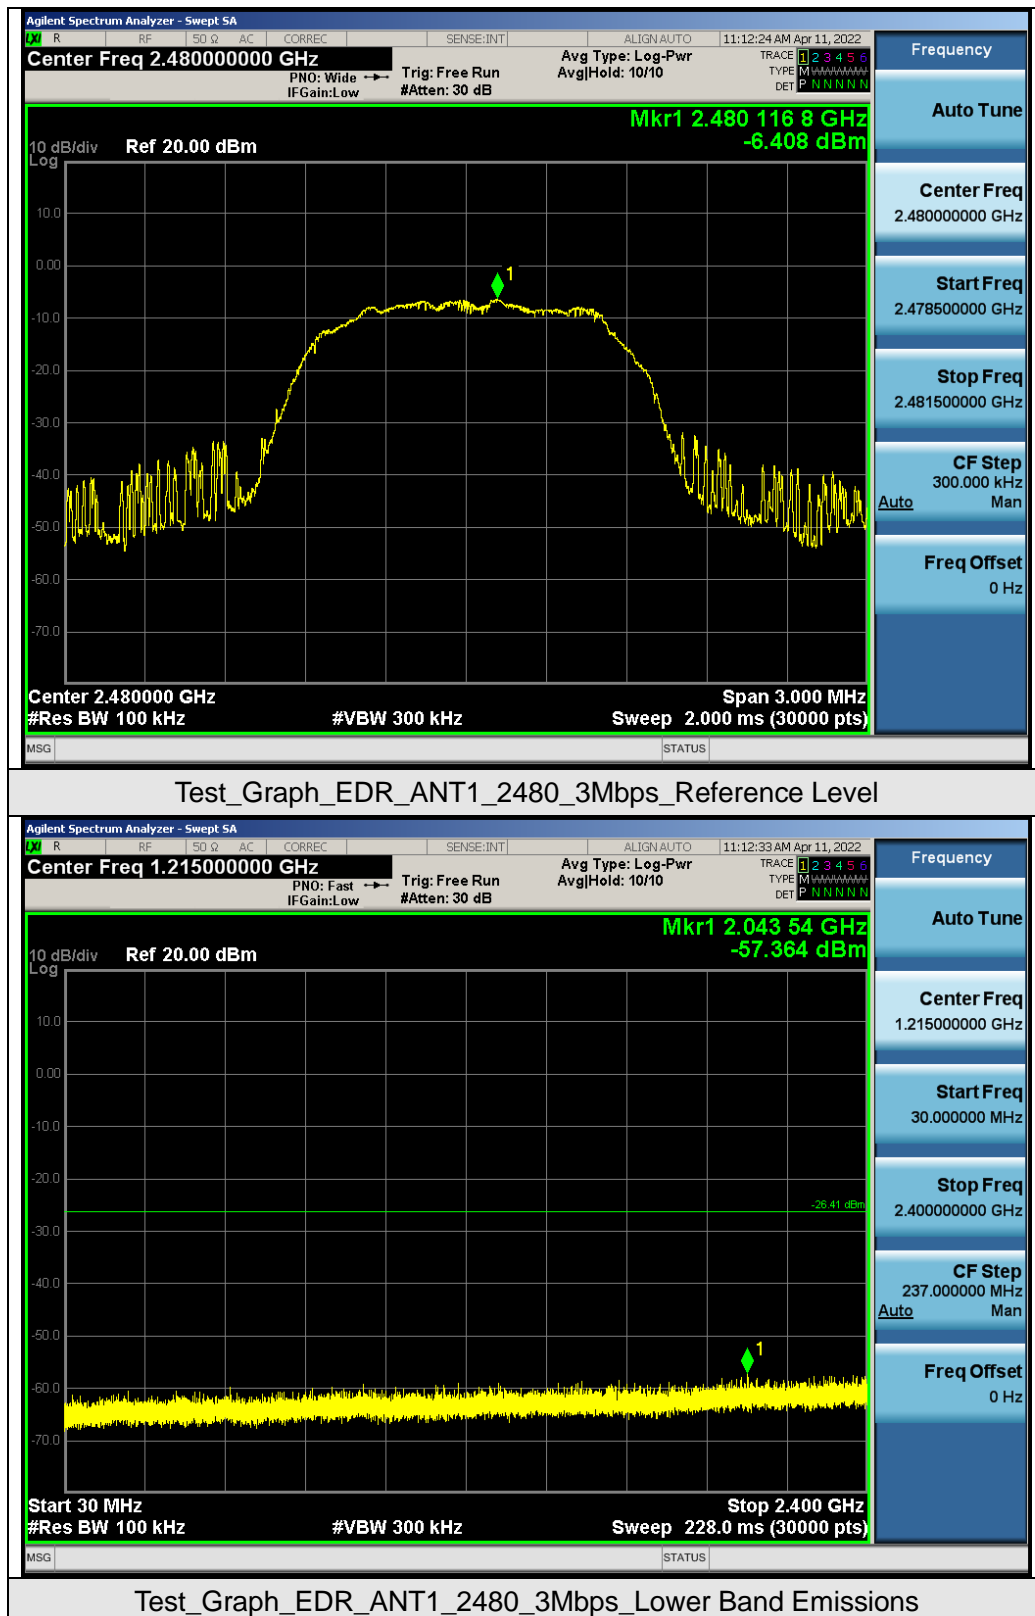 Agilent Spectrum Analyzer - Swept SA
LXI R RF 50 Ω AC CORREC SENSE:INT ALIGN AUTO 11:12:24 AM Apr 11, 2022
Center Freq 2.480000000 GHz
PNO: Wide
IFGain:Low
Trig: Free Run
#Atten: 30 dB
Avg Type: Log-Pwr
Avg|Hold: 10/10
TRACE 1 2 3 4 5 6
TYPE M W W W W W
DET P N N N N N
Frequency
Auto Tune
Center Freq
2.480000000 GHz
Start Freq
2.478500000 GHz
Stop Freq
2.481500000 GHz
CF Step
300.000 kHz
Auto Man
Freq Offset
0 Hz
Mkr1 2.480 116 8 GHz
-6.408 dBm
10 dB/div Ref 20.00 dBm
Log
10.0
0.00
-10.0
-20.0
-30.0
-40.0
-50.0
-60.0
-70.0
1
Center 2.480000 GHz Span 3.000 MHz
#Res BW 100 kHz #VBW 300 kHz Sweep 2.000 ms (30000 pts)
MSG STATUS
Test_Graph_EDR_ANT1_2480_3Mbps_Reference Level
Agilent Spectrum Analyzer - Swept SA
LXI R RF 50 Ω AC CORREC SENSE:INT ALIGN AUTO 11:12:33 AM Apr 11, 2022
Center Freq 1.215000000 GHz
PNO: Fast
IFGain:Low
Trig: Free Run
#Atten: 30 dB
Avg Type: Log-Pwr
Avg|Hold: 10/10
TRACE 1 2 3 4 5 6
TYPE M W W W W W
DET P N N N N N
Frequency
Auto Tune
Center Freq
1.215000000 GHz
Start Freq
30.000000 MHz
Stop Freq
2.400000000 GHz
CF Step
237.000000 MHz
Auto Man
Freq Offset
0 Hz
Mkr1 2.043 54 GHz
-57.364 dBm
10 dB/div Ref 20.00 dBm
Log
10.0
0.00
-10.0
-20.0
-26.41 dBm
-30.0
-40.0
-50.0
-60.0
-70.0
1
Start 30 MHz Stop 2.400 GHz
#Res BW 100 kHz #VBW 300 kHz Sweep 228.0 ms (30000 pts)
MSG STATUS
Test_Graph_EDR_ANT1_2480_3Mbps_Lower Band Emissions